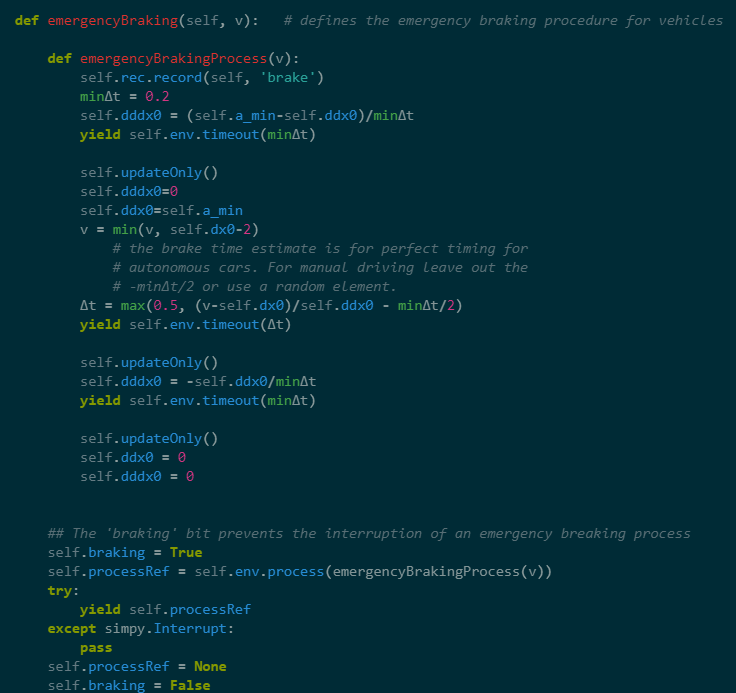 def emergencyBraking(self, v):   # defines the emergency braking procedure for vehicles
    def emergencyBrakingProcess(v):
        self.rec.record(self, 'brake')
        minΔt = 0.2
        self.dddx0 = (self.a_min-self.ddx0)/minΔt
        yield self.env.timeout(minΔt)
        self.updateOnly()
        self.dddx0=0
        self.ddx0=self.a_min
        v = min(v, self.dx0-2)
            # the brake time estimate is for perfect timing for
            # autonomous cars. For manual driving leave out the
            # -minΔt/2 or use a random element.
        Δt = max(0.5, (v-self.dx0)/self.ddx0 - minΔt/2)
        yield self.env.timeout(Δt)
        self.updateOnly()
        self.dddx0 = -self.ddx0/minΔt
        yield self.env.timeout(minΔt)
        self.updateOnly()
        self.ddx0 = 0
        self.dddx0 = 0
    ## The 'braking' bit prevents the interruption of an emergency breaking process
    self.braking = True
    self.processRef = self.env.process(emergencyBrakingProcess(v))
    try:
        yield self.processRef
    except simpy.Interrupt:
        pass
    self.processRef = None
    self.braking = False